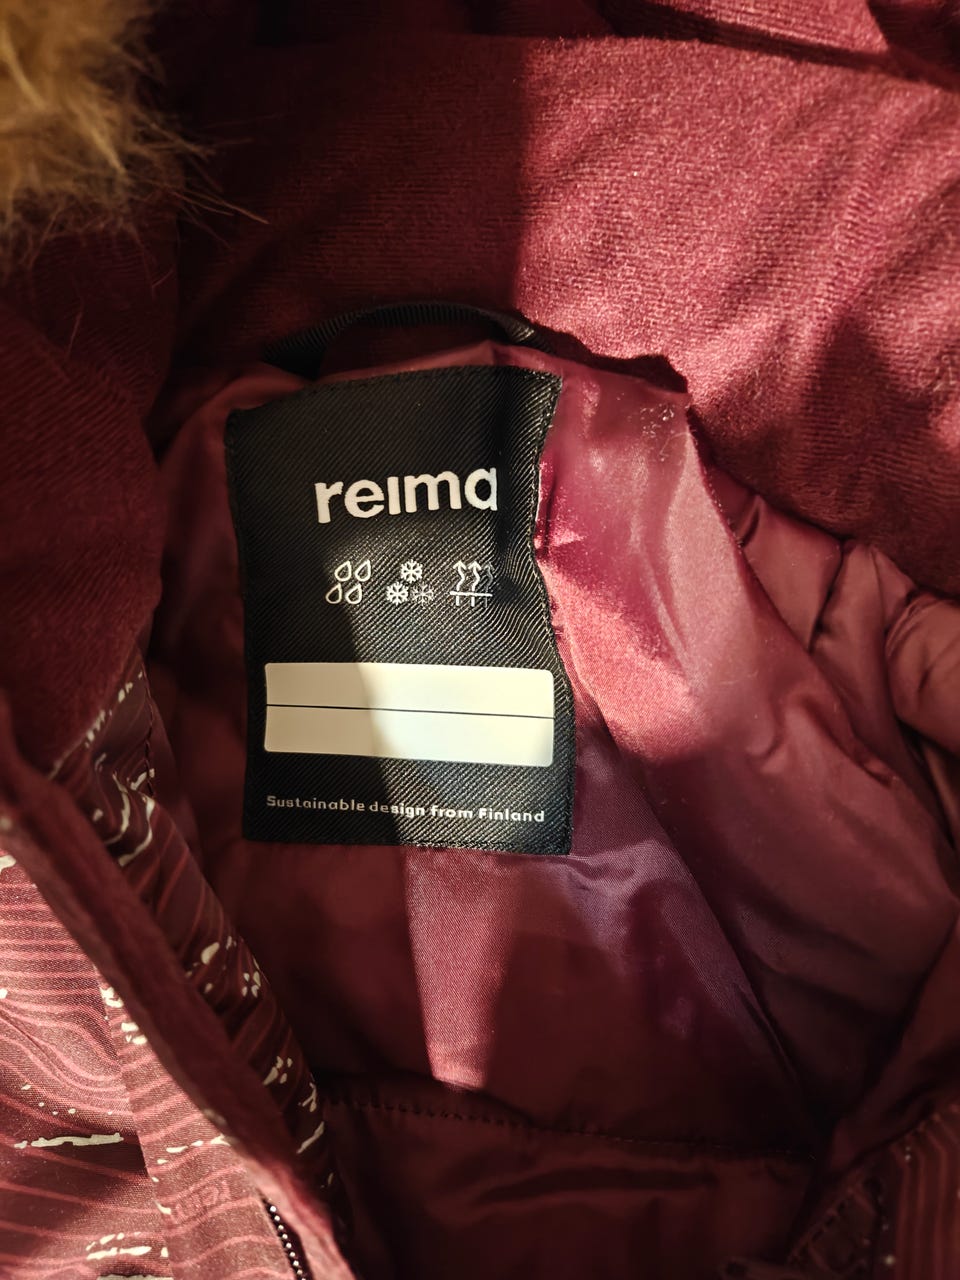 reima
Sustainable design from Finland